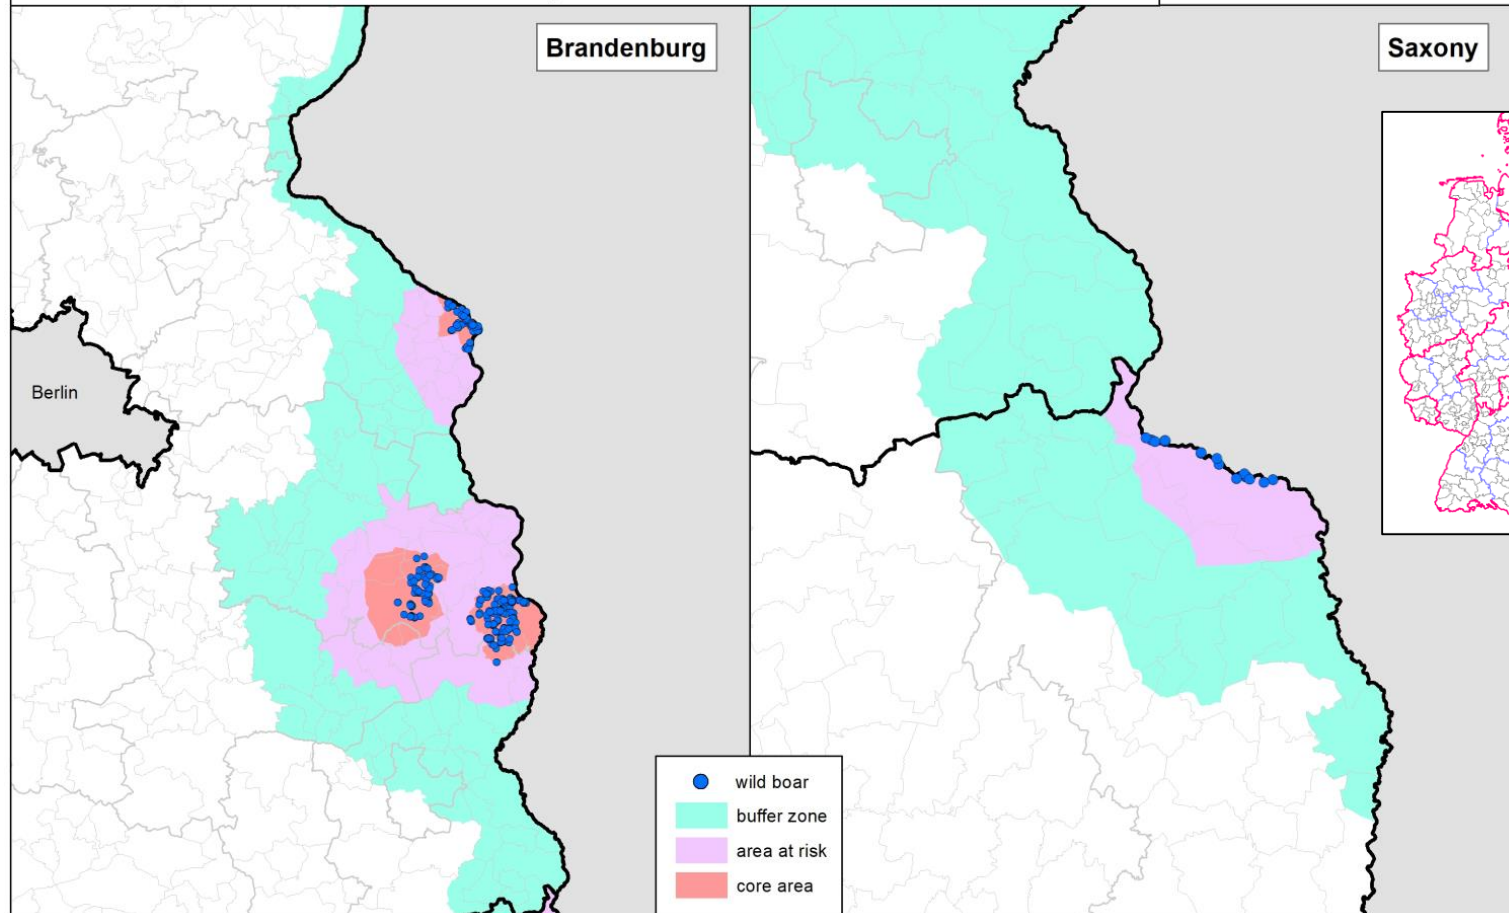 Brandenburg
Saxony
Berlin
wild boar
buffer zone
area at risk
core area